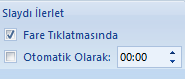 Slaydı İlerlet
Fare Tıklatmasında
Otomatik Olarak: 00:00